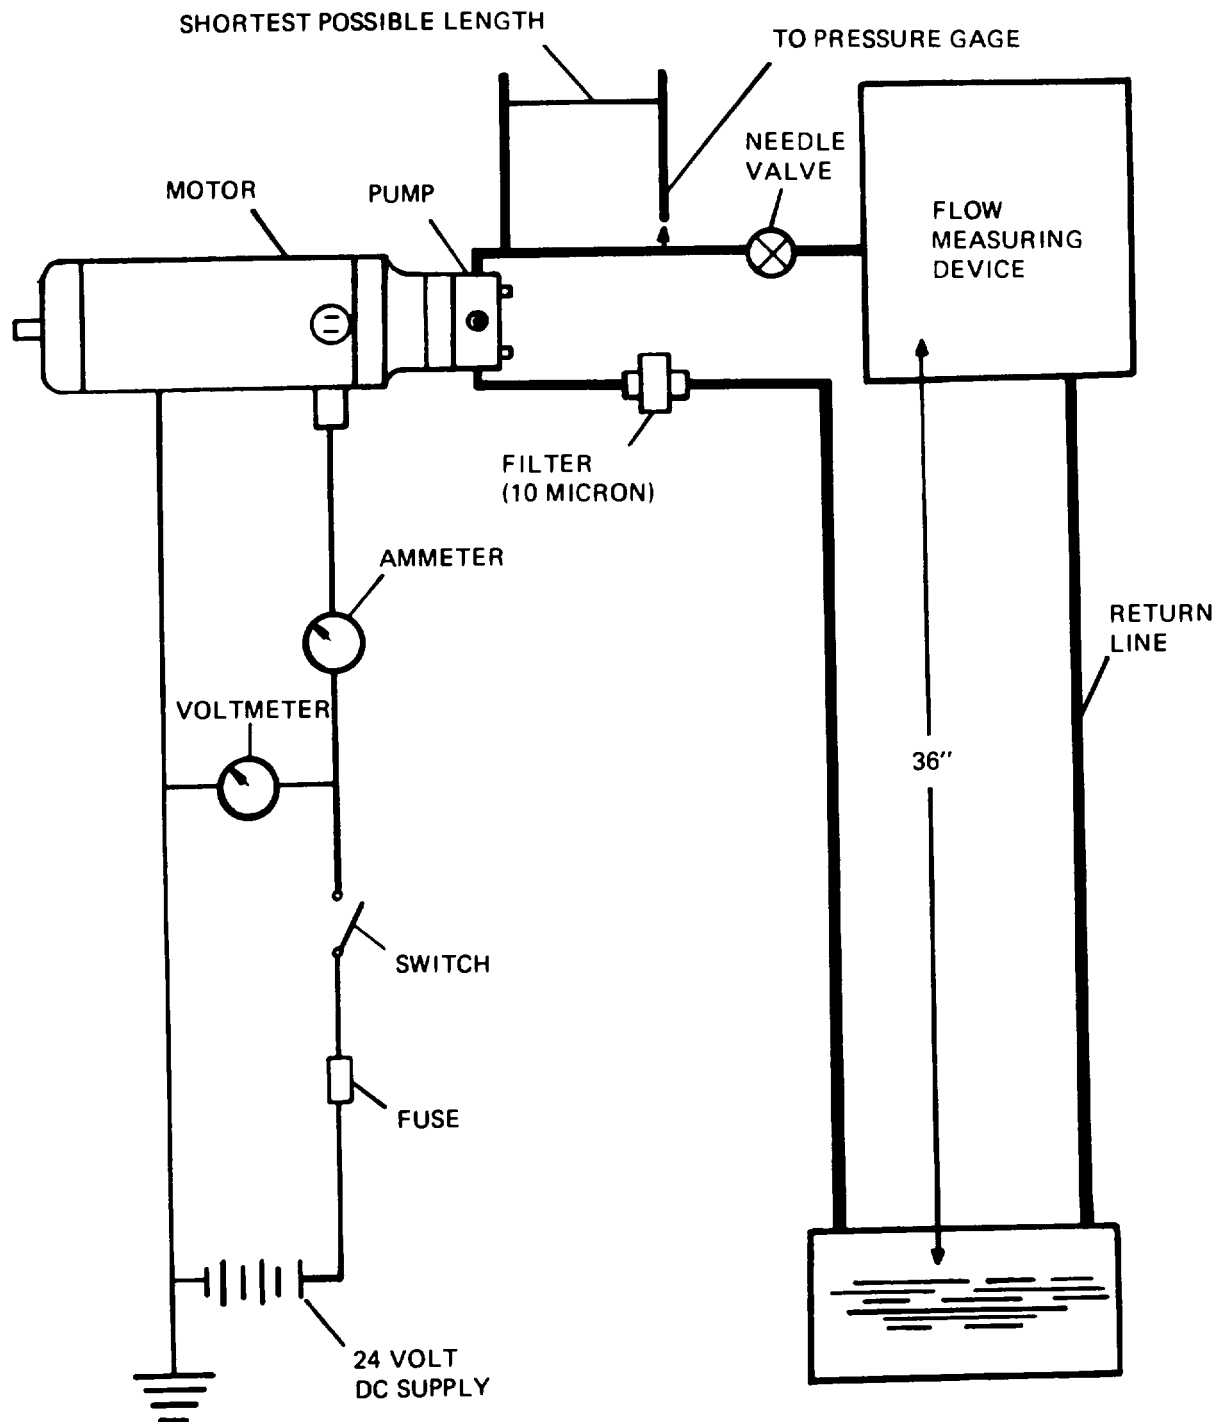 SHORTEST POSSIBLE LENGTH
TO PRESSURE GAGE
NEEDLE
VALVE
MOTOR
PUMP
FLOW
MEASURING
DEVICE
FILTER
(10 MICRON)
AMMETER
RETURN
LINE
VOLTMETER
36"
SWITCH
FUSE
24 VOLT
DC SUPPLY